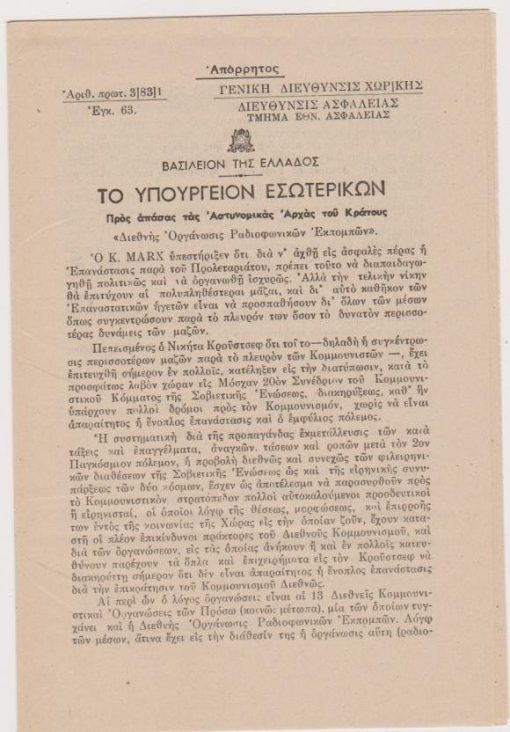 Ἀπόρρητος
Ἀριθ. πρωτ. 3|83|1
ΓΕΝΙΚΗ ΔΙΕΥΘΥΝΣΙΣ ΧΩΡ|ΚΗΣ
Ἐγκ. 63.
ΔΙΕΥΘΥΝΣΙΣ ΑΣΦΑΛΕΙΑΣ
ΤΜΗΜΑ ΕΘΝ. ΑΣΦΑΛΕΙΑΣ
ΒΑΣΙΛΕΙΟΝ ΤΗΣ ΕΛΛΑΔΟΣ
ΤΟ ΥΠΟΥΡΓΕΙΟΝ ΕΣΩΤΕΡΙΚΩΝ
Πρὸς ἁπάσας τὰς Ἀστυνομικὰς Ἀρχὰς τοῦ Κράτους
«Διεθνὴς Ὀργάνωσις Ραδιοφωνικῶν Ἐκπομπῶν».
Ὁ Κ. MARX ὑπεστήριξεν ὅτι διὰ ν' ἀχθῇ εἰς ἀσφαλὲς πέρας ἡ
Ἐπανάστασις παρὰ τοῦ Προλεταριάτου, πρέπει τοῦτο νὰ διαπαιδαγω-
γηθῇ πολιτικῶς καὶ νὰ ὀργανωθῇ ἰσχυρῶς. Ἀλλὰ τὴν τελικὴν νίκην
θὰ ἐπιτύχουν αἱ πολυπληθέστεραι μᾶζαι, καὶ δι' αὐτὸ καθῆκον τῶν
Ἐπαναστατικῶν ἡγετῶν εἶναι νὰ προσπαθήσουν δι' ὅλων τῶν μέσων
ὅπως συγκεντρώσουν παρὰ τὸ πλευρόν των ὅσον τὸ δυνατὸν περισσο-
τέρας δυνάμεις τῶν μαζῶν.
Πεπεισμένος ὁ Νικήτα Κροῦστσεφ ὅτι τοῦτο—δηλαδὴ ἡ συγκέντρω-
σις περισσοτέρων μαζῶν παρὰ τὸ πλευρὸν τῶν Κομμουνιστῶν —, ἔχει
ἐπιτευχθῆ σήμερον ἐν πολλοῖς, κατέληξεν εἰς τὴν διατύπωσιν, κατὰ τὸ
προσφάτως λαβὸν χώραν εἰς Μόσχαν 20ὸν Συνέδριον τοῦ Κομμουνι-
στικοῦ Κόμματος τῆς Σοβιετικῆς Ἑνώσεως, διακηρύξεως, καθ' ἣν
ὑπάρχουν πολλοὶ δρόμοι πρὸς τὸν Κομμουνισμόν, χωρὶς νὰ εἶναι
ἀπαραίτητος ἡ ἔνοπλος ἐπανάστασις καὶ ὁ ἐμφύλιος πόλεμος.
Ἡ συστηματικὴ διὰ τῆς προπαγάνδας ἐκμετάλλευσις τῶν κατὰ
τάξεις καὶ ἐπαγγέλματα, ἀναγκῶν, τάσεων καὶ ροπῶν μετὰ τὸν 2ον
Παγκόσμιον πόλεμον, ἡ προβολὴ διεθνῶς καὶ συνεχῶς τῶν φιλειρηνι-
κῶν διαθέσεων τῆς Σοβιετικῆς Ἑνώσεως ὡς καὶ τῆς εἰρηνικῆς συνυ-
πάρξεως τῶν δύο κόσμων, ἔσχεν ὡς ἀποτέλεσμα νὰ παρασυρθοῦν πρὸς
τὸ Κομμουνιστικὸν στρατόπεδον πολλοὶ αὐτοκαλούμενοι προοδευτικοὶ
ἢ εἰρηνισταί, οἱ ὁποῖοι λόγῳ τῆς θέσεως, μορφώσεως, καὶ ἐπιρροῆς
των ἐντὸς τῆς κοινωνίας τῆς Χώρας εἰς τὴν ὁποίαν ζοῦν, ἔχουν κατα-
στῆ οἱ πλέον ἐπικίνδυνοι πράκτορες τοῦ Διεθνοῦς Κομμουνισμοῦ, καὶ
διὰ τῶν ὀργανώσεων, εἰς τὰς ὁποίας ἀνήκουν ἢ καὶ ἐν πολλοῖς κατευ-
θύνουν παρέχουν τὰ ὅπλα καὶ ἐπιχειρήματα εἰς τὸν Κροῦστσεφ νὰ
διακηρύττῃ σήμερον ὅτι δὲν εἶναι ἀπαραίτητος ἡ ἔνοπλος ἐπανάστασις
διὰ τὴν ἐπικράτησιν τοῦ Κομμουνισμοῦ Διεθνῶς.
Αἱ περὶ ὧν ὁ λόγος ὀργανώσεις εἶναι αἱ 13 Διεθνεῖς Κομμουνι-
στικαὶ Ὀργανώσεις τῶν Πρόσω (κοινῶς μέτωπα), μία τῶν ὁποίων τυγ-
χάνει καὶ ἡ Διεθνὴς Ὀργάνωσις Ραδιοφωνικῶν Ἐκπομπῶν. Λόγῳ
τῶν μέσων, ἅτινα ἔχει εἰς τὴν διάθεσίν της ἡ ὀργάνωσις αὕτη (ραδιο-